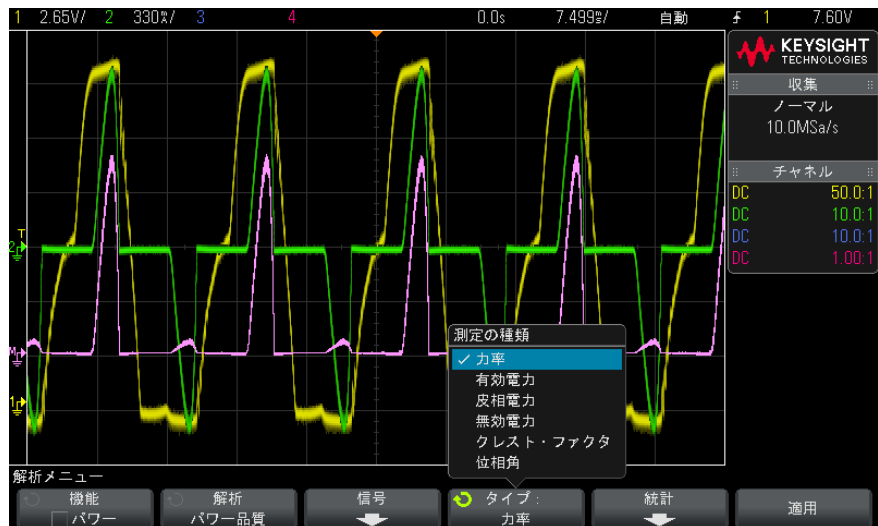 1 2.65V/ 2 330㎷/ 3 4 0.0s 7.499㎳/ 自動 1 7.60V
KEYSIGHT
TECHNOLOGIES
収集
ノーマル
10.0MSa/s
チャネル
DC 50.0:1
DC 10.0:1
DC 10.0:1
DC 1.00:1
T
2
M
1
測定の種類
✓ 力率
有効電力
皮相電力
無効電力
クレスト・ファクタ
位相角
解析メニュー
機能
パワー
解析
パワー品質
信号
タイプ :
力率
統計
適用